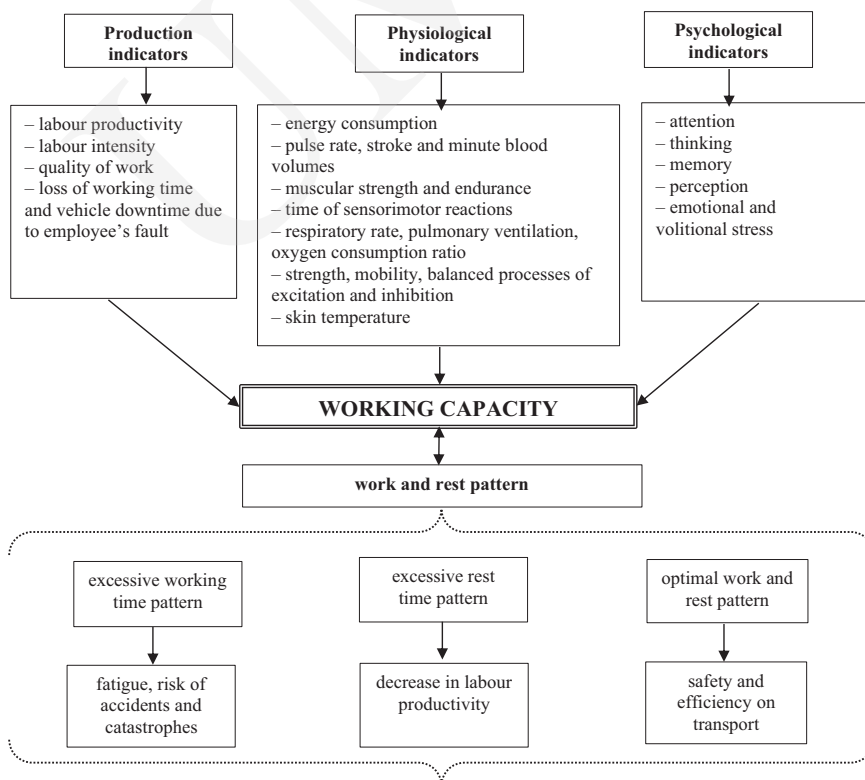 Production
indicators
– labour productivity
– labour intensity
– quality of work
– loss of working time
and vehicle downtime due
to employee's fault
Physiological
indicators
– energy consumption
– pulse rate, stroke and minute blood
volumes
– muscular strength and endurance
– time of sensorimotor reactions
– respiratory rate, pulmonary ventilation,
oxygen consumption ratio
– strength, mobility, balanced processes of
excitation and inhibition
– skin temperature
Psychological
indicators
– attention
– thinking
– memory
– perception
– emotional and
volitional stress
WORKING CAPACITY
work and rest pattern
excessive working
time pattern
fatigue, risk of
accidents and
catastrophes
excessive rest
time pattern
decrease in labour
productivity
optimal work and
rest pattern
safety and
efficiency on
transport